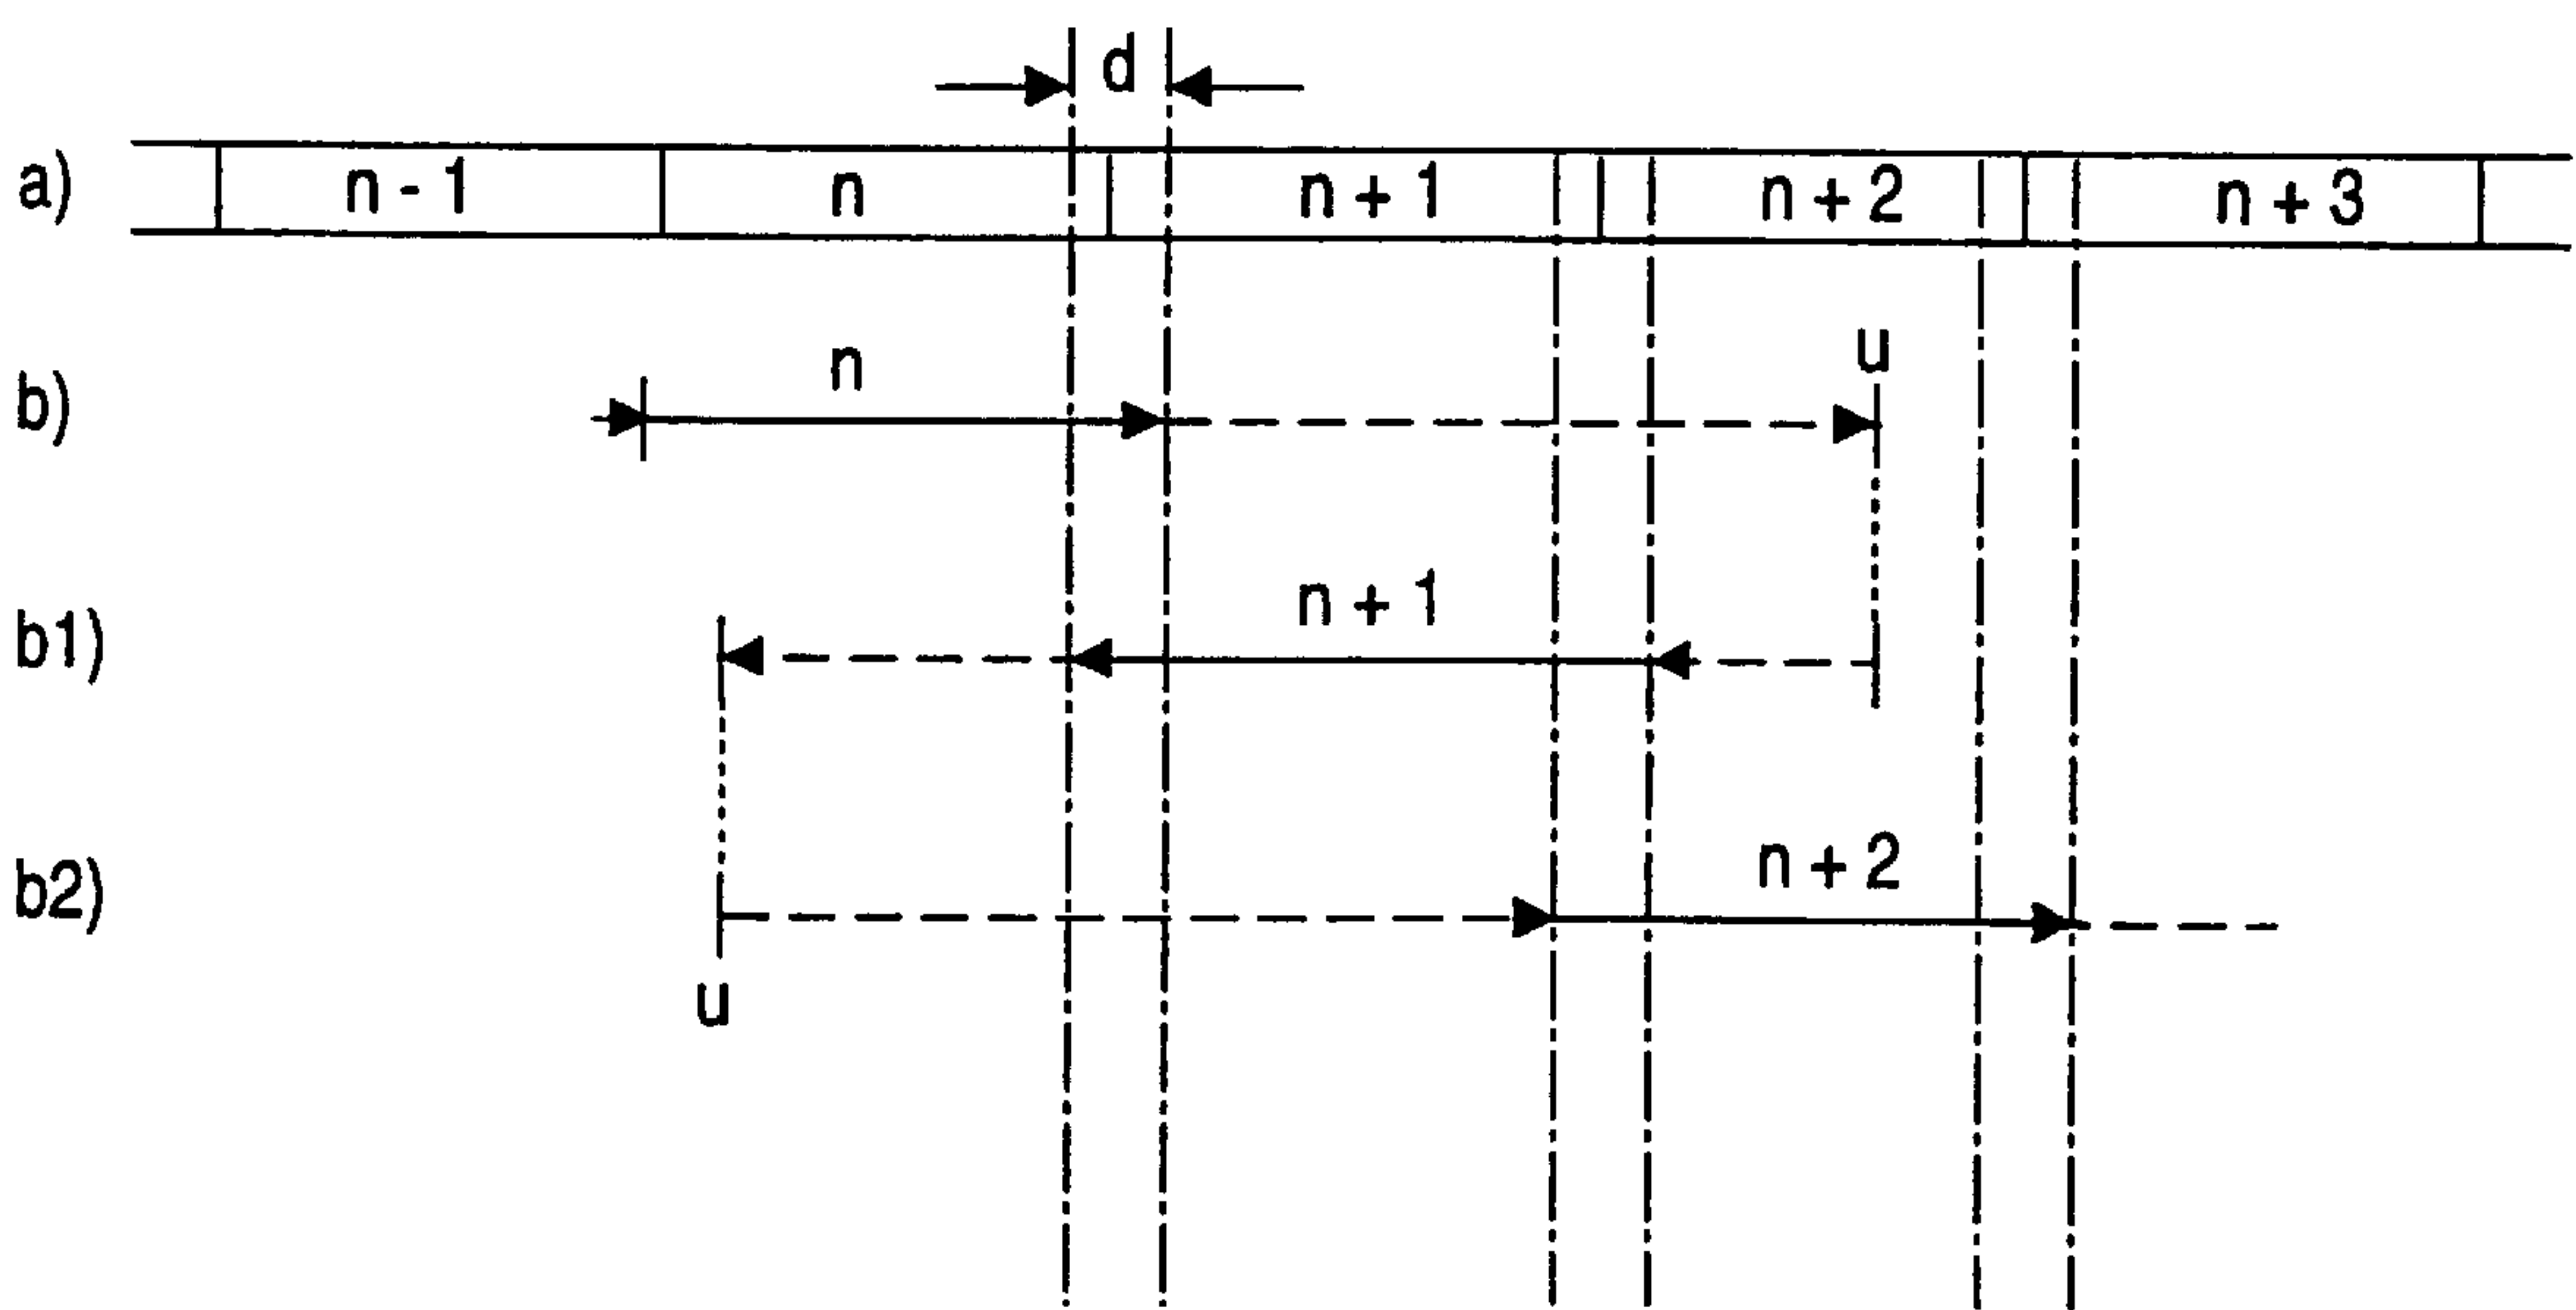 d
a) n - 1 n n + 1 n + 2 n + 3
b) n u
b1) n + 1
b2) n + 2
u